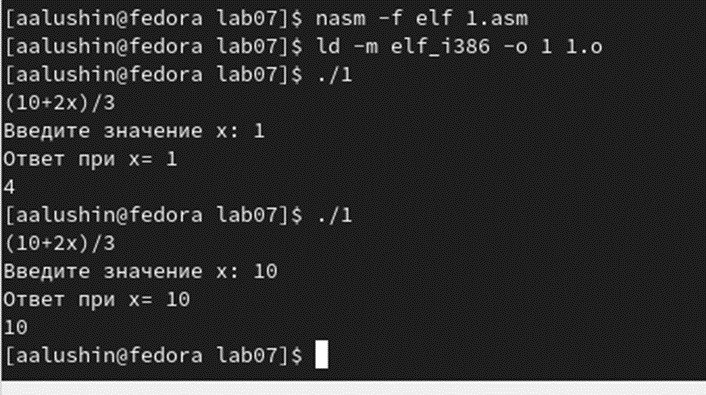 [aalushin@fedora lab07]$ nasm -f elf 1.asm
[aalushin@fedora lab07]$ ld -m elf_i386 -o 1 1.o
[aalushin@fedora lab07]$ ./1
(10+2x)/3
Введите значение x: 1
Ответ при x= 1
4
[aalushin@fedora lab07]$ ./1
(10+2x)/3
Введите значение x: 10
Ответ при x= 10
10
[aalushin@fedora lab07]$